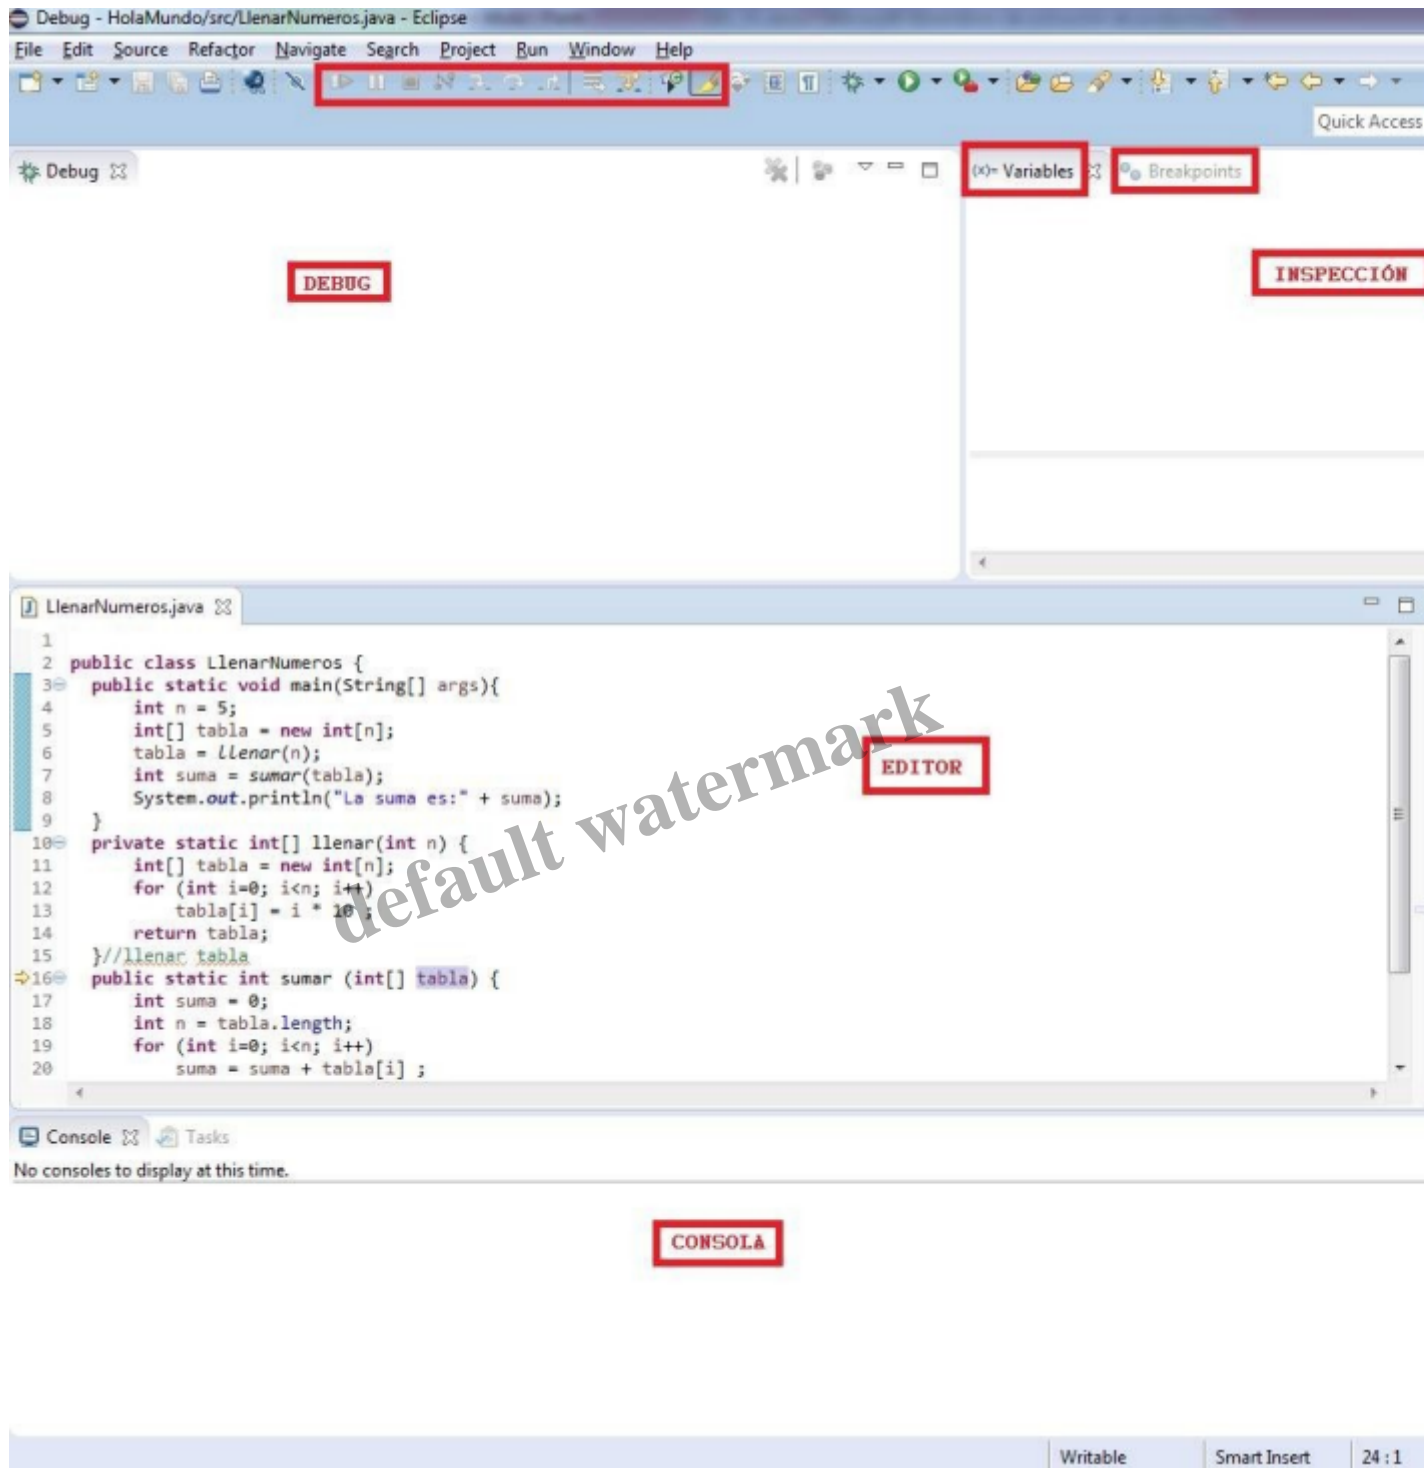 Debug - HolaMundo/src/LlenarNumeros.java - Eclipse
File Edit Source Refactor Navigate Search Project Run Window Help
Quick Access
Debug
(x)= Variables
Breakpoints
DEBUG
INSPECCIÓN
LlenarNumeros.java
1
2 public class LlenarNumeros {
3 public static void main(String[] args){
4 int n = 5;
5 int[] tabla = new int[n];
6 tabla = llenar(n);
7 int suma = sumar(tabla);
8 System.out.println("La suma es:" + suma);
9 }
10 private static int[] llenar(int n) {
11 int[] tabla = new int[n];
12 for (int i=0; i<n; i++)
13 tabla[i] = i * 10 ;
14 return tabla;
15 }//llenar tabla
16 public static int sumar (int[] tabla) {
17 int suma = 0;
18 int n = tabla.length;
19 for (int i=0; i<n; i++)
20 suma = suma + tabla[i] ;
EDITOR
default watermark
Console Tasks
No consoles to display at this time.
CONSOLA
Writable Smart Insert 24 : 1